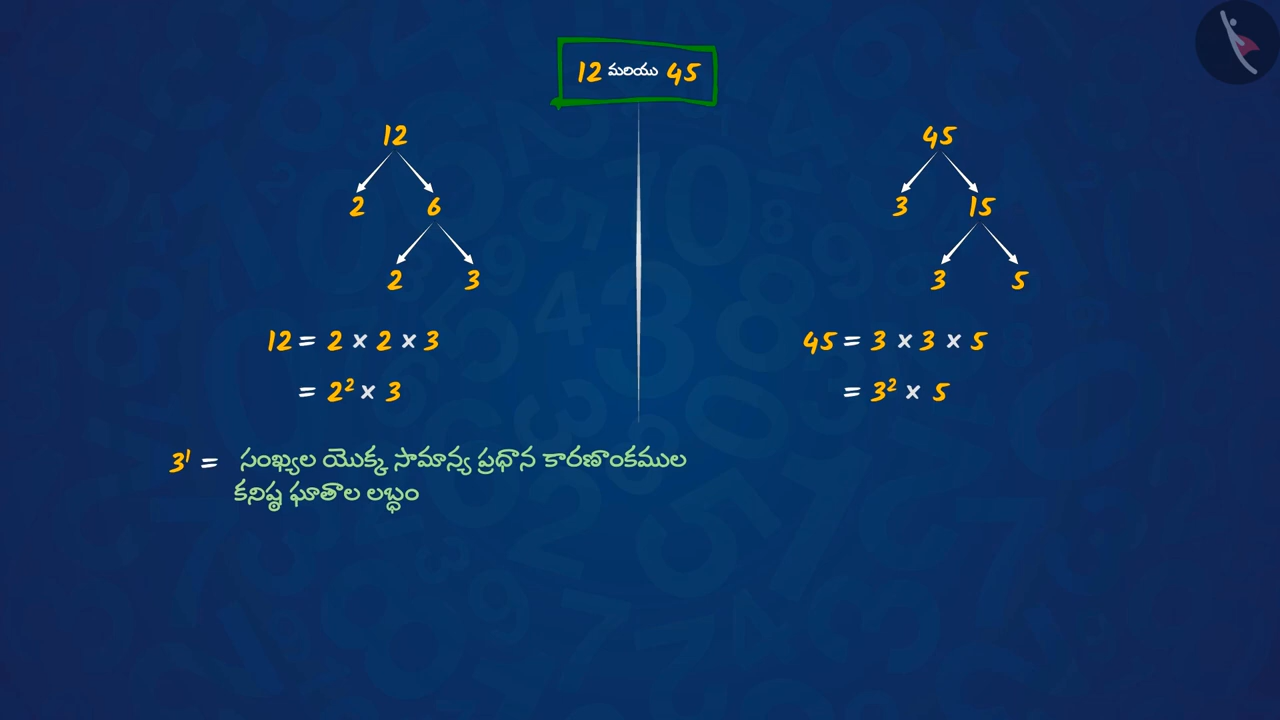 12 మరియు 45
12
45
2 6
3 15
2 3
3 5
12 = 2 × 2 × 3
= 2² × 3
45 = 3 × 3 × 5
= 3² × 5
3¹ = సంఖ్యల యొక్క సామాన్య ప్రధాన కారణాంకముల
కనిష్ఠ ఘాతాల లబ్ధం